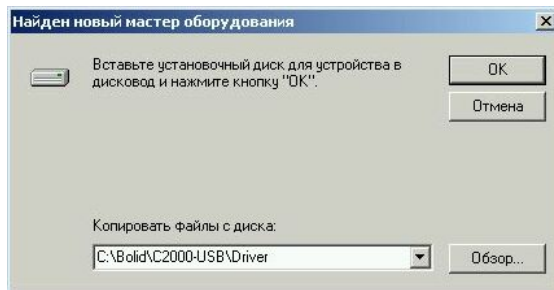 Найден новый мастер оборудования
Вставьте установочный диск для устройства в
дисковод и нажмите кнопку "ОК".
ОК
Отмена
Копировать файлы с диска:
C:\Bolid\C2000-USB\Driver
Обзор...